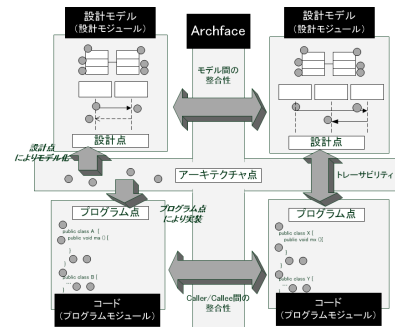 設計モデル
(設計モジュール)
Archface
設計モデル
(設計モジュール)
モデル間の
整合性
設計点
設計点
設計点
によりモデル化
アーキテクチャ点
トレーサビリティ
プログラム点
プログラム点
により実装
プログラム点
public class A {
public void mo () {
}
}
public class B {
...
}
public class X {
public void mo (){
}
}
public class Y {
...
}
Caller/Callee間の
整合性
コード
(プログラムモジュール)
コード
(プログラムモジュール)